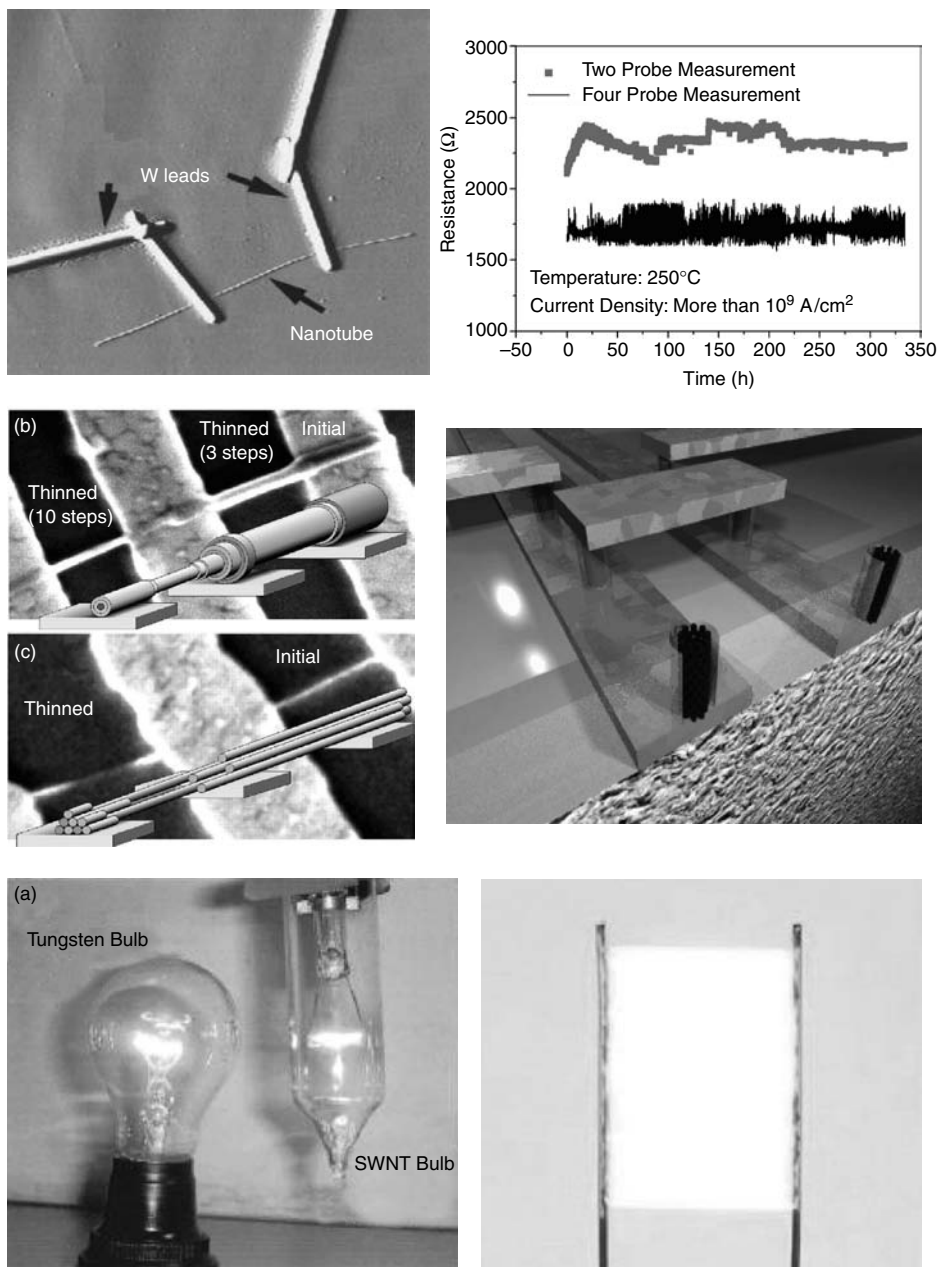 W leads
Nanotube
3000
2500
2000
1500
1000
Resistance (Ω)
Two Probe Measurement
Four Probe Measurement
Temperature: 250°C
Current Density: More than 10⁹ A/cm²
−50 0 50 100 150 200 250 300 350
Time (h)
(b)
Thinned
(3 steps)
Initial
Thinned
(10 steps)
(c)
Initial
Thinned
(a)
Tungsten Bulb
SWNT Bulb